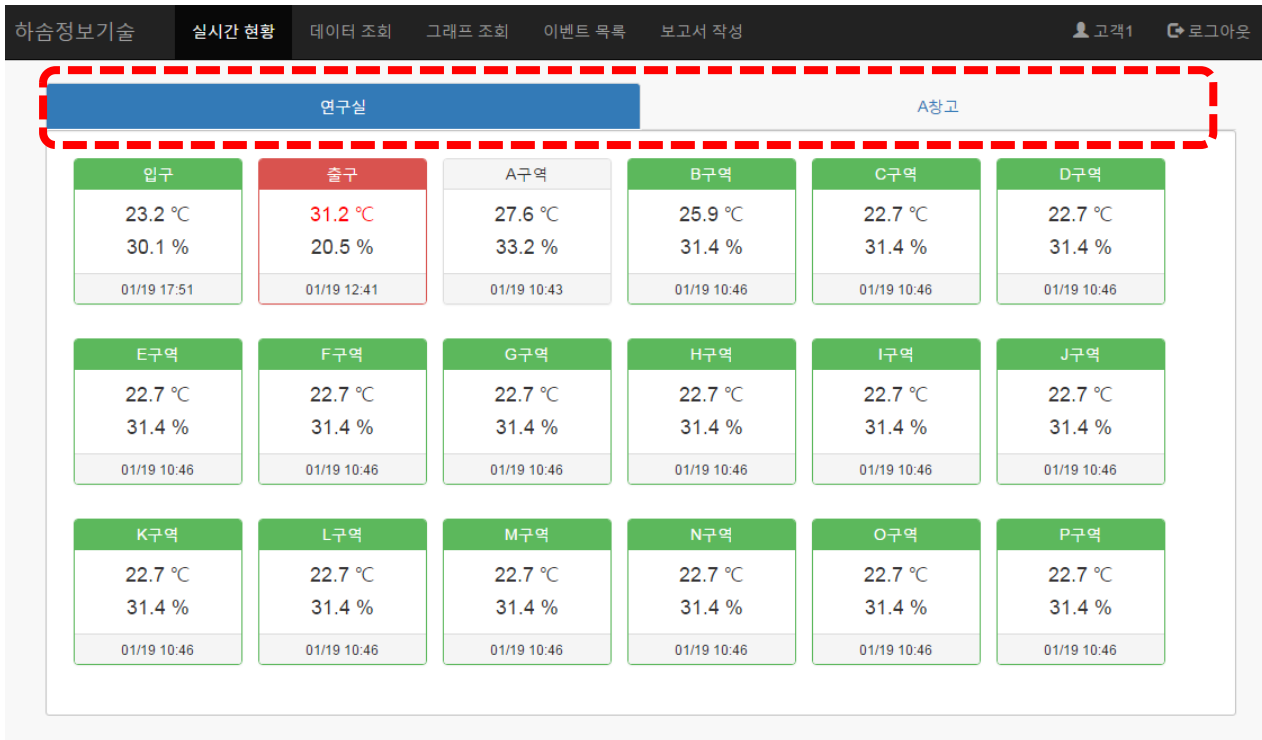 하솜정보기술 실시간 현황 데이터 조회 그래프 조회 이벤트 목록 보고서 작성 고객1 로그아웃
연구실 A창고
입구 출구 A구역 B구역 C구역 D구역
23.2 ℃ 31.2 ℃ 27.6 ℃ 25.9 ℃ 22.7 ℃ 22.7 ℃
30.1 % 20.5 % 33.2 % 31.4 % 31.4 % 31.4 %
01/19 17:51 01/19 12:41 01/19 10:43 01/19 10:46 01/19 10:46 01/19 10:46
E구역 F구역 G구역 H구역 I구역 J구역
22.7 ℃ 22.7 ℃ 22.7 ℃ 22.7 ℃ 22.7 ℃ 22.7 ℃
31.4 % 31.4 % 31.4 % 31.4 % 31.4 % 31.4 %
01/19 10:46 01/19 10:46 01/19 10:46 01/19 10:46 01/19 10:46 01/19 10:46
K구역 L구역 M구역 N구역 O구역 P구역
22.7 ℃ 22.7 ℃ 22.7 ℃ 22.7 ℃ 22.7 ℃ 22.7 ℃
31.4 % 31.4 % 31.4 % 31.4 % 31.4 % 31.4 %
01/19 10:46 01/19 10:46 01/19 10:46 01/19 10:46 01/19 10:46 01/19 10:46